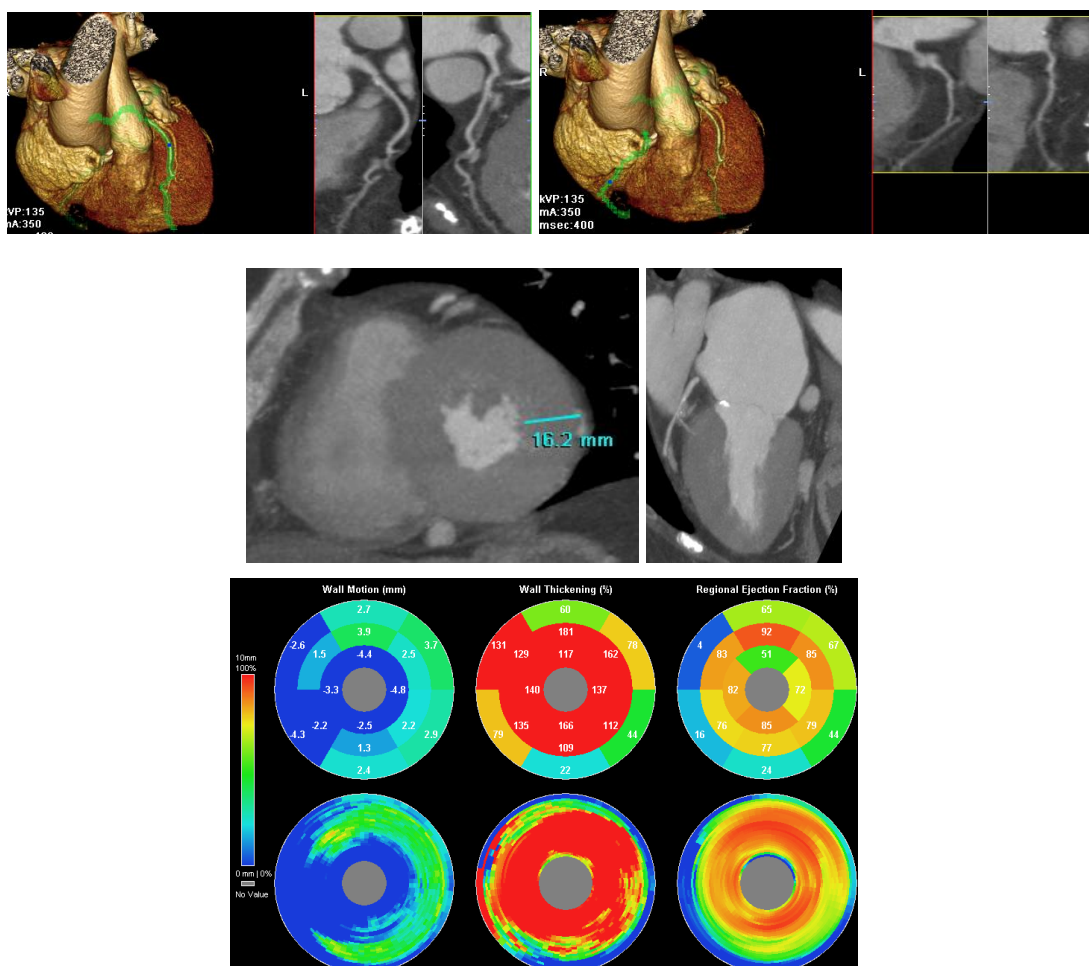 L
VP:135
mA:350
R
L
kVP:135
mA:350
msec:400
16.2 mm
Wall Motion (mm)
2.7
-2.6 3.9 3.7
1.5 -4.4 2.5
-3.3 -4.8
-2.2 -2.5 2.2
-4.3 2.9
1.3
2.4
Wall Thickening (%)
60
131 181 78
129 117 162
140 137
135 166 112
79 44
109
22
Regional Ejection Fraction (%)
65
4 92 67
83 51 85
82 72
76 85 79
16 44
77
24
10mm
100%
0 mm | 0%
No Value